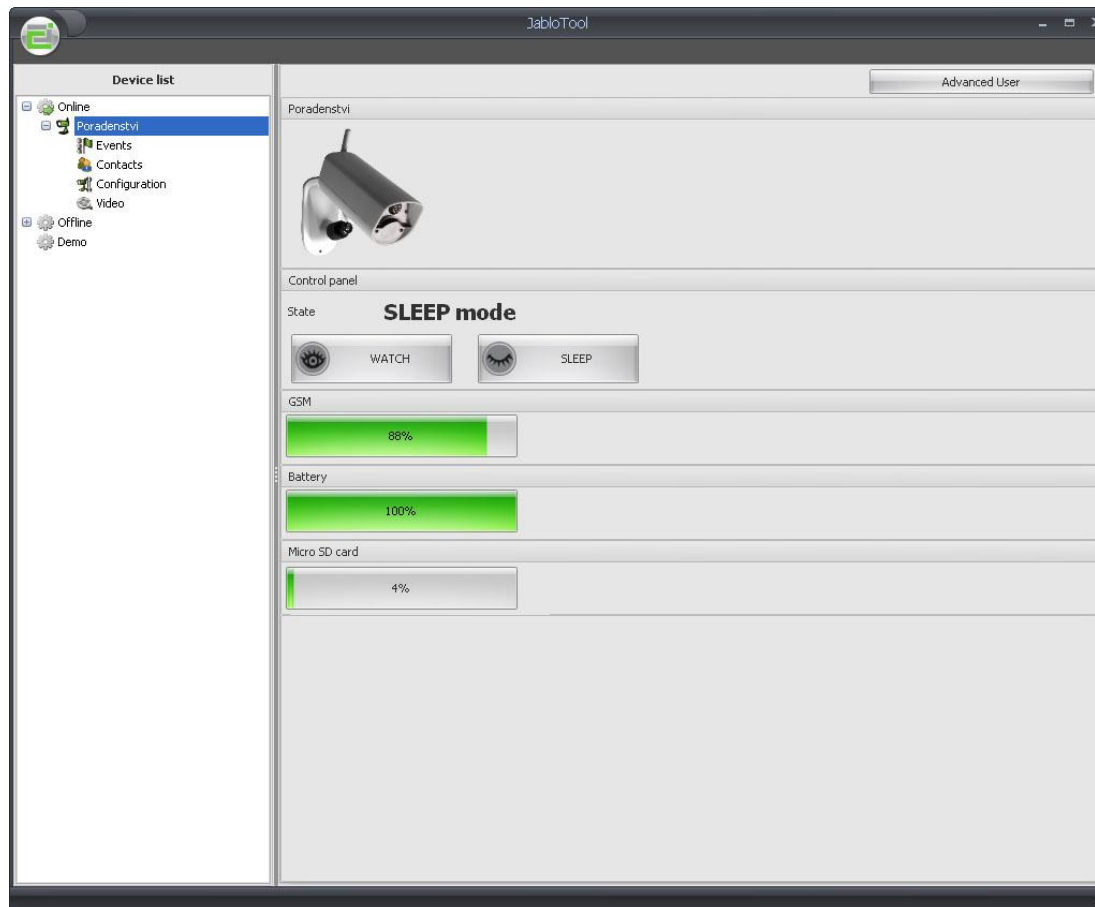 JabloTool
Device list
Advanced User
Online
Poradenstvi
Events
Contacts
Configuration
Video
Offline
Demo
Poradenstvi
Control panel
State SLEEP mode
WATCH SLEEP
GSM
88%
Battery
100%
Micro SD card
4%